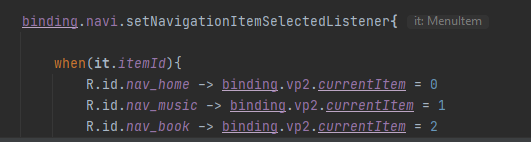 binding.navi.setNavigationItemSelectedListener{ it: MenuItem
when(it.itemId){
R.id.nav_home -> binding.vp2.currentItem = 0
R.id.nav_music -> binding.vp2.currentItem = 1
R.id.nav_book -> binding.vp2.currentItem = 2